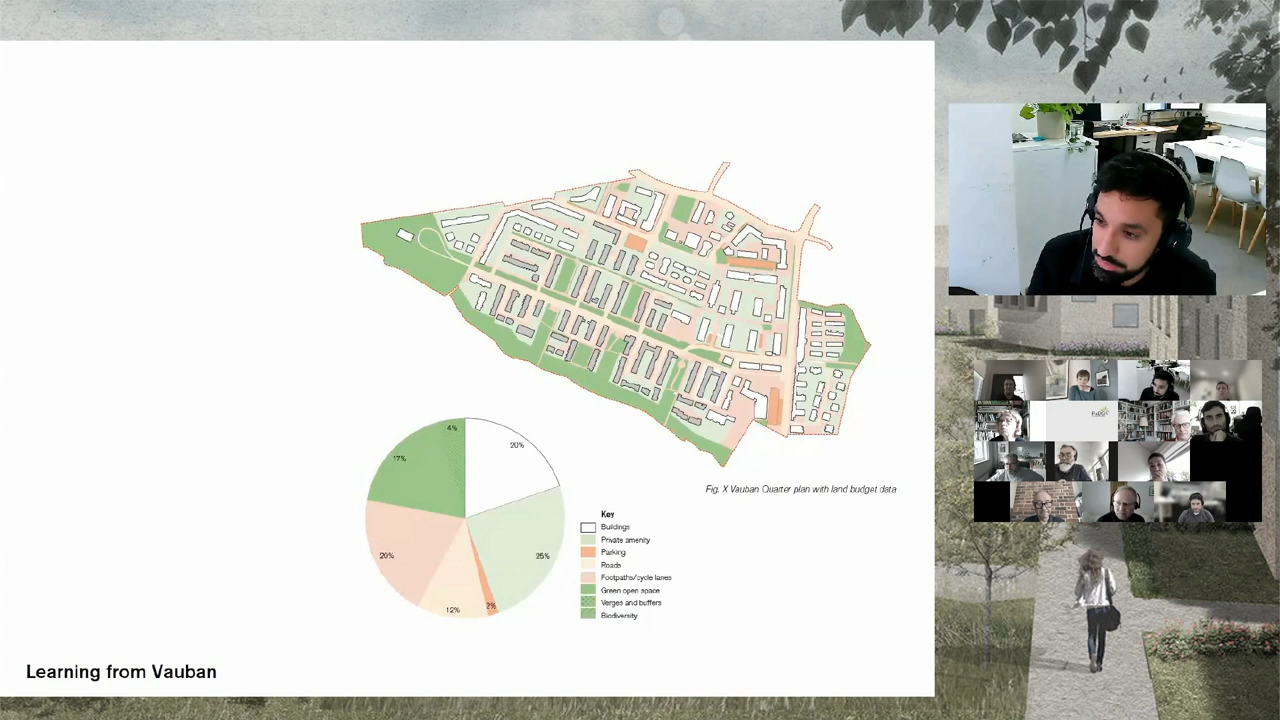 4%
20%
17%
20%
25%
12%
2%
Fig. X Vauban Quarter plan with land budget data
Key
Buildings
Private amenity
Parking
Roads
Footpaths/cycle lanes
Green open space
Verges and buffers
Biodiversity
Learning from Vauban